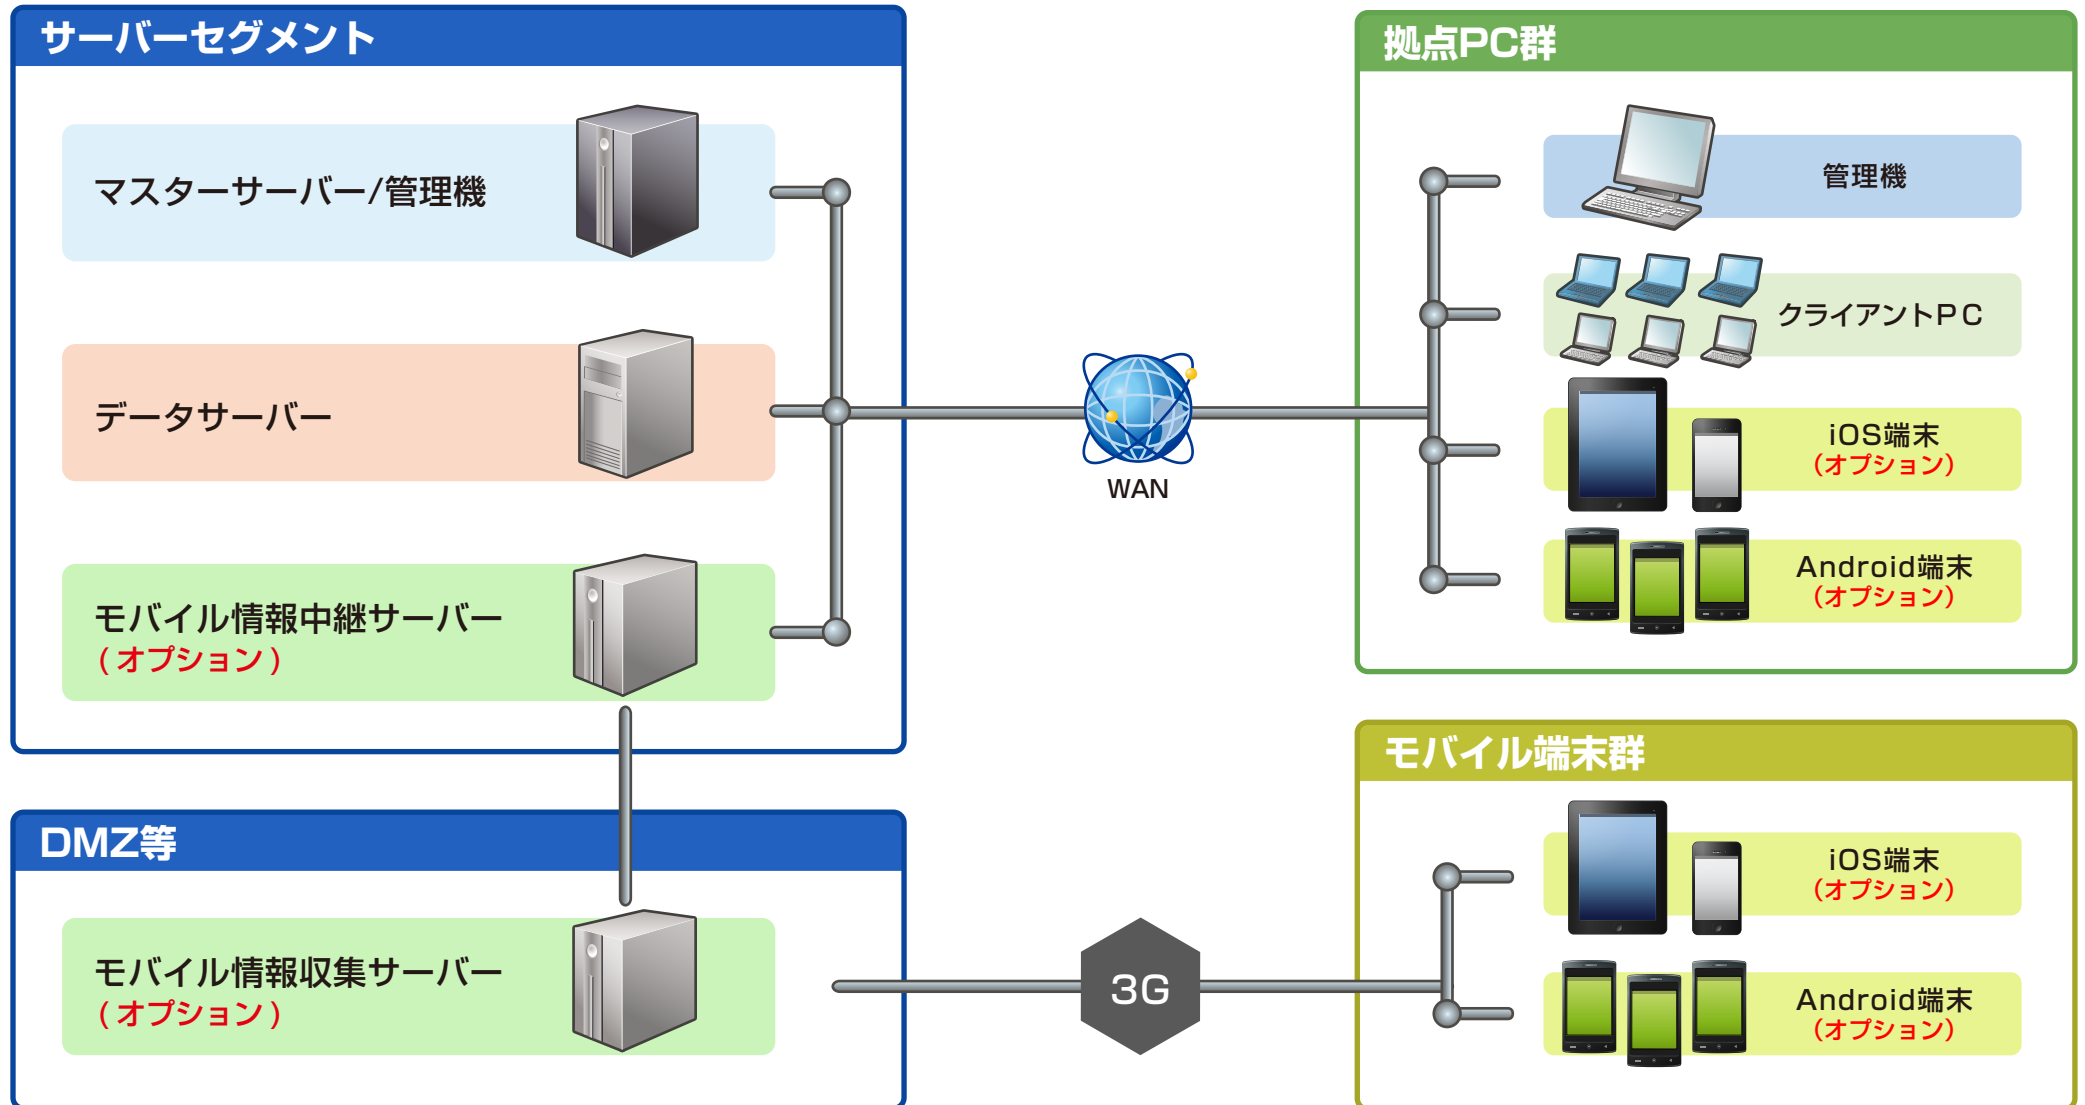 サーバーセグメント
マスターサーバー/管理機
データサーバー
モバイル情報中継サーバー
(オプション)
DMZ等
モバイル情報収集サーバー
(オプション)
WAN
3G
拠点PC群
管理機
クライアントPC
iOS端末
(オプション)
Android端末
(オプション)
モバイル端末群
iOS端末
(オプション)
Android端末
(オプション)